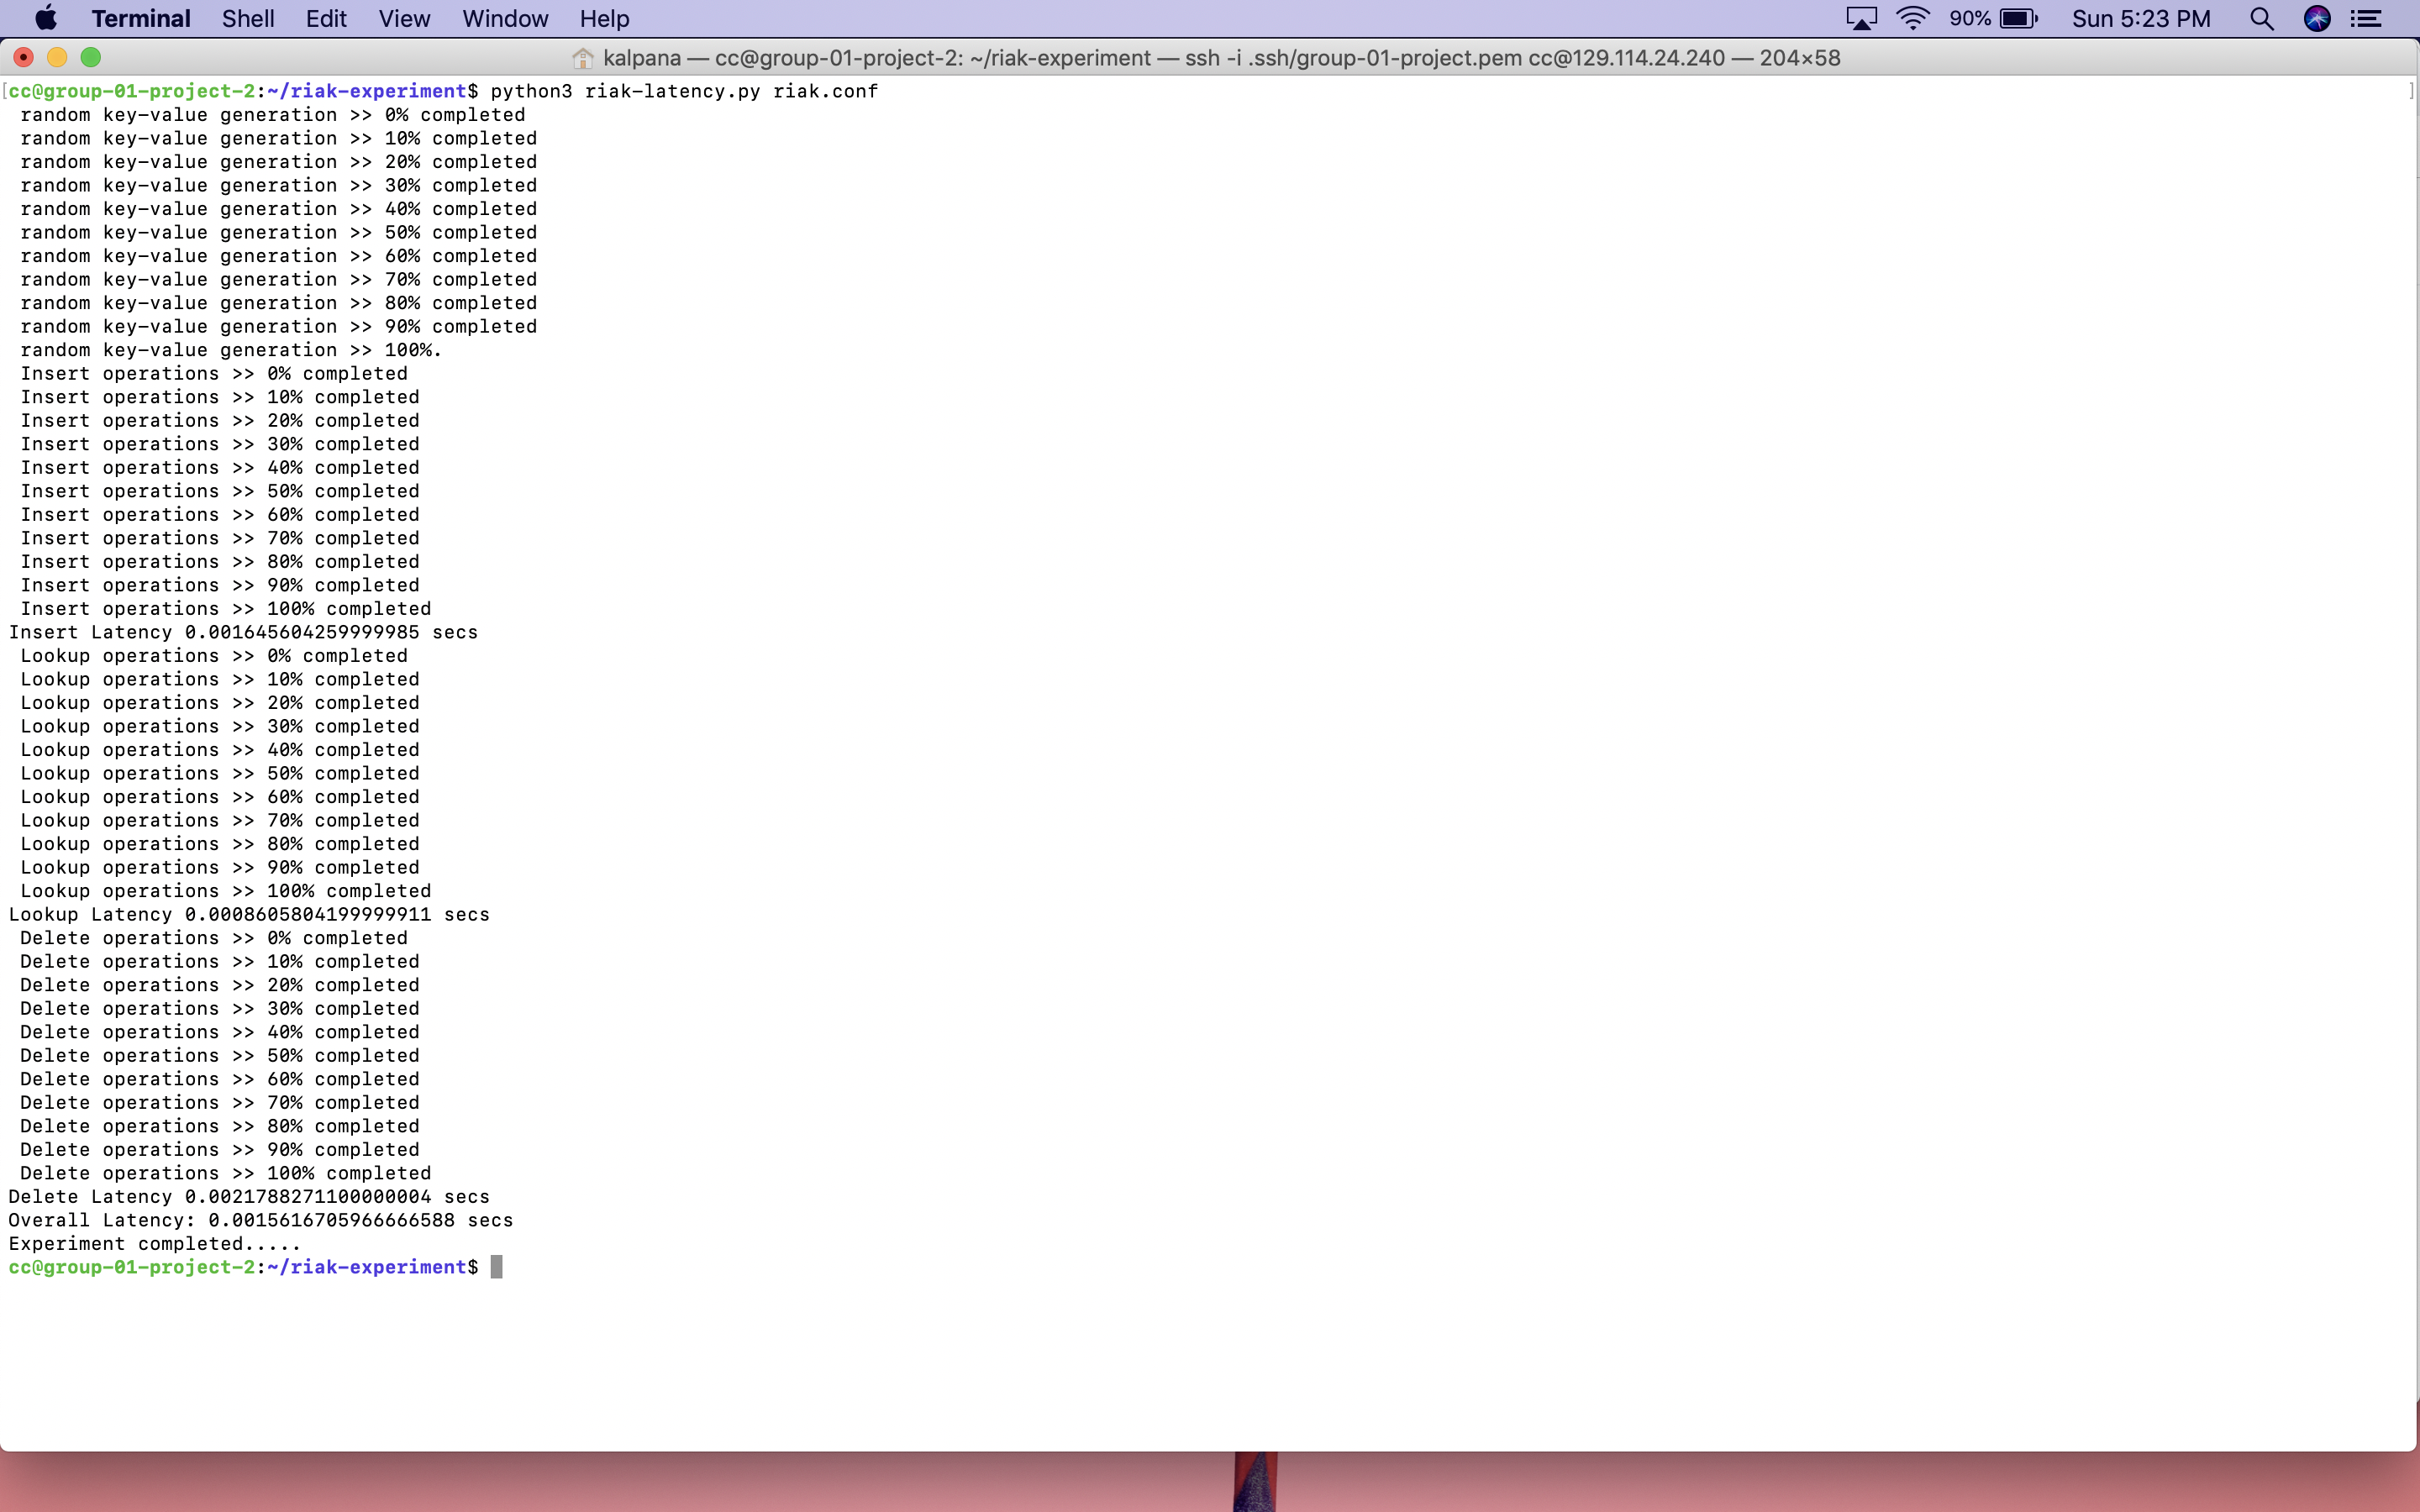 Terminal Shell Edit View Window Help 90% Sun 5:23 PM
kalpana — cc@group-01-project-2: ~/riak-experiment — ssh -i .ssh/group-01-project.pem cc@129.114.24.240 — 204×58
[cc@group-01-project-2:~/riak-experiment$ python3 riak-latency.py riak.conf ]
random key-value generation >> 0% completed
random key-value generation >> 10% completed
random key-value generation >> 20% completed
random key-value generation >> 30% completed
random key-value generation >> 40% completed
random key-value generation >> 50% completed
random key-value generation >> 60% completed
random key-value generation >> 70% completed
random key-value generation >> 80% completed
random key-value generation >> 90% completed
random key-value generation >> 100%.
Insert operations >> 0% completed
Insert operations >> 10% completed
Insert operations >> 20% completed
Insert operations >> 30% completed
Insert operations >> 40% completed
Insert operations >> 50% completed
Insert operations >> 60% completed
Insert operations >> 70% completed
Insert operations >> 80% completed
Insert operations >> 90% completed
Insert operations >> 100% completed
Insert Latency 0.001645604259999985 secs
Lookup operations >> 0% completed
Lookup operations >> 10% completed
Lookup operations >> 20% completed
Lookup operations >> 30% completed
Lookup operations >> 40% completed
Lookup operations >> 50% completed
Lookup operations >> 60% completed
Lookup operations >> 70% completed
Lookup operations >> 80% completed
Lookup operations >> 90% completed
Lookup operations >> 100% completed
Lookup Latency 0.0008605804199999911 secs
Delete operations >> 0% completed
Delete operations >> 10% completed
Delete operations >> 20% completed
Delete operations >> 30% completed
Delete operations >> 40% completed
Delete operations >> 50% completed
Delete operations >> 60% completed
Delete operations >> 70% completed
Delete operations >> 80% completed
Delete operations >> 90% completed
Delete operations >> 100% completed
Delete Latency 0.0021788271100000004 secs
Overall Latency: 0.0015616705966666588 secs
Experiment completed.....
cc@group-01-project-2:~/riak-experiment$